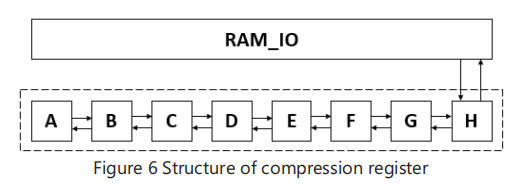 RAM_IO
A B C D E F G H
Figure 6 Structure of compression register